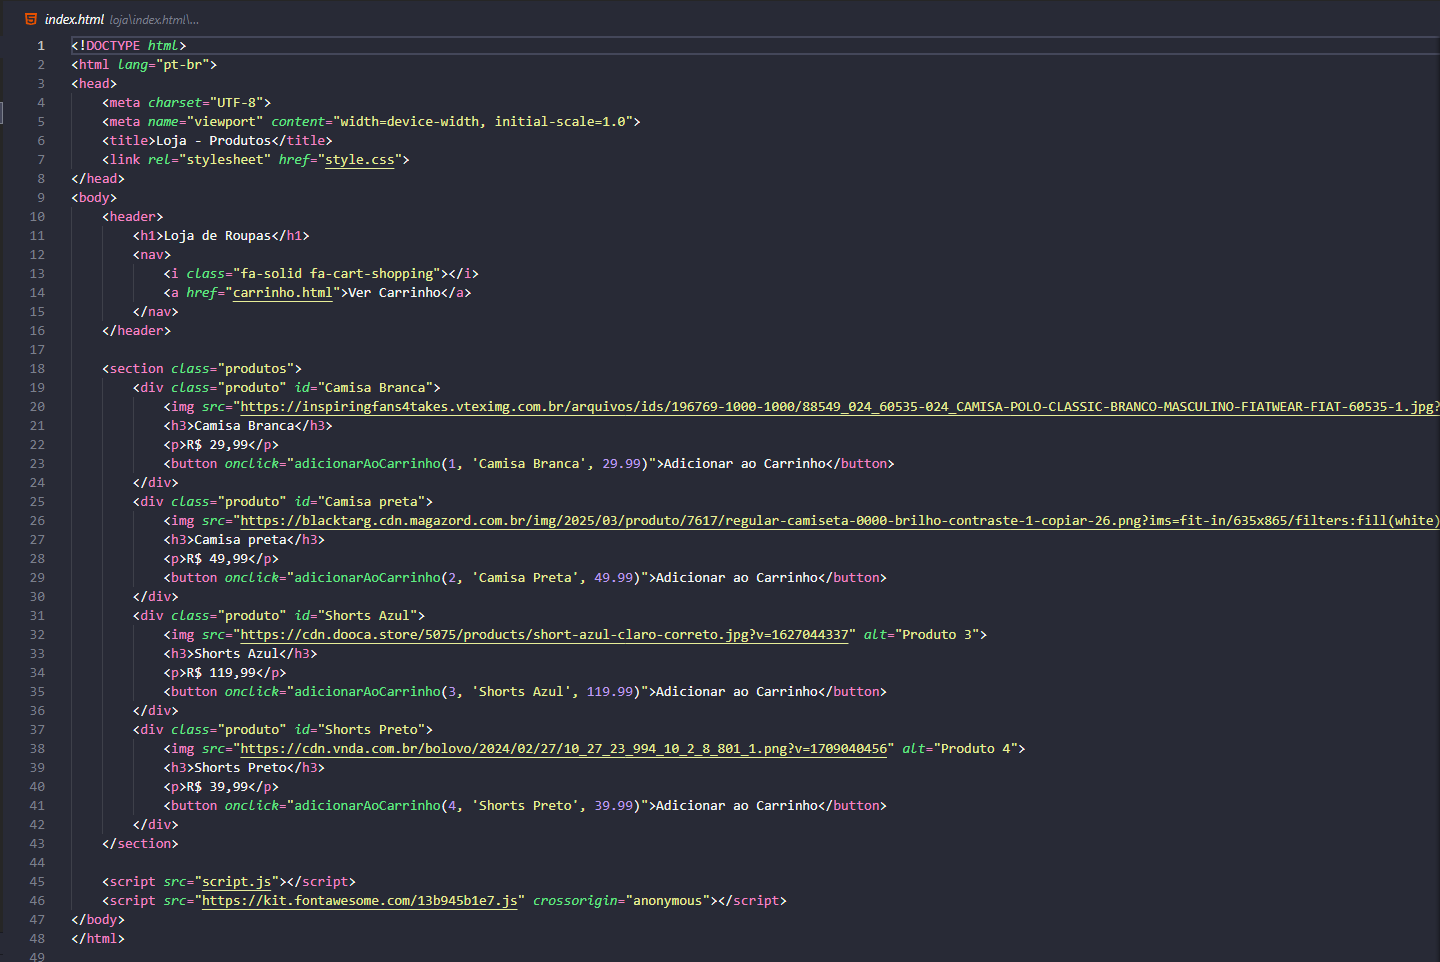 index.html loja\index.html\...
1 <!DOCTYPE html>
2 <html lang="pt-br">
3 <head>
4     <meta charset="UTF-8">
5     <meta name="viewport" content="width=device-width, initial-scale=1.0">
6     <title>Loja - Produtos</title>
7     <link rel="stylesheet" href="style.css">
8 </head>
9 <body>
10     <header>
11         <h1>Loja de Roupas</h1>
12         <nav>
13             <i class="fa-solid fa-cart-shopping"></i>
14             <a href="carrinho.html">Ver Carrinho</a>
15         </nav>
16     </header>
17
18     <section class="produtos">
19         <div class="produto" id="Camisa Branca">
20             <img src="https://inspiringfans4takes.vteximg.com.br/arquivos/ids/196769-1000-1000/88549_024_60535-024_CAMISA-POLO-CLASSIC-BRANCO-MASCULINO-FIATWEAR-FIAT-60535-1.jpg?
21             <h3>Camisa Branca</h3>
22             <p>R$ 29,99</p>
23             <button onclick="adicionarAoCarrinho(1, 'Camisa Branca', 29.99)">Adicionar ao Carrinho</button>
24         </div>
25         <div class="produto" id="Camisa preta">
26             <img src="https://blacktarg.cdn.magazord.com.br/img/2025/03/produto/7617/regular-camiseta-0000-brilho-contraste-1-copiar-26.png?ims=fit-in/635x865/filters:fill(white)
27             <h3>Camisa preta</h3>
28             <p>R$ 49,99</p>
29             <button onclick="adicionarAoCarrinho(2, 'Camisa Preta', 49.99)">Adicionar ao Carrinho</button>
30         </div>
31         <div class="produto" id="Shorts Azul">
32             <img src="https://cdn.dooca.store/5075/products/short-azul-claro-correto.jpg?v=1627044337" alt="Produto 3">
33             <h3>Shorts Azul</h3>
34             <p>R$ 119,99</p>
35             <button onclick="adicionarAoCarrinho(3, 'Shorts Azul', 119.99)">Adicionar ao Carrinho</button>
36         </div>
37         <div class="produto" id="Shorts Preto">
38             <img src="https://cdn.vnda.com.br/bolovo/2024/02/27/10_27_23_994_10_2_8_801_1.png?v=1709040456" alt="Produto 4">
39             <h3>Shorts Preto</h3>
40             <p>R$ 39,99</p>
41             <button onclick="adicionarAoCarrinho(4, 'Shorts Preto', 39.99)">Adicionar ao Carrinho</button>
42         </div>
43     </section>
44
45     <script src="script.js"></script>
46     <script src="https://kit.fontawesome.com/13b945b1e7.js" crossorigin="anonymous"></script>
47 </body>
48 </html>
49